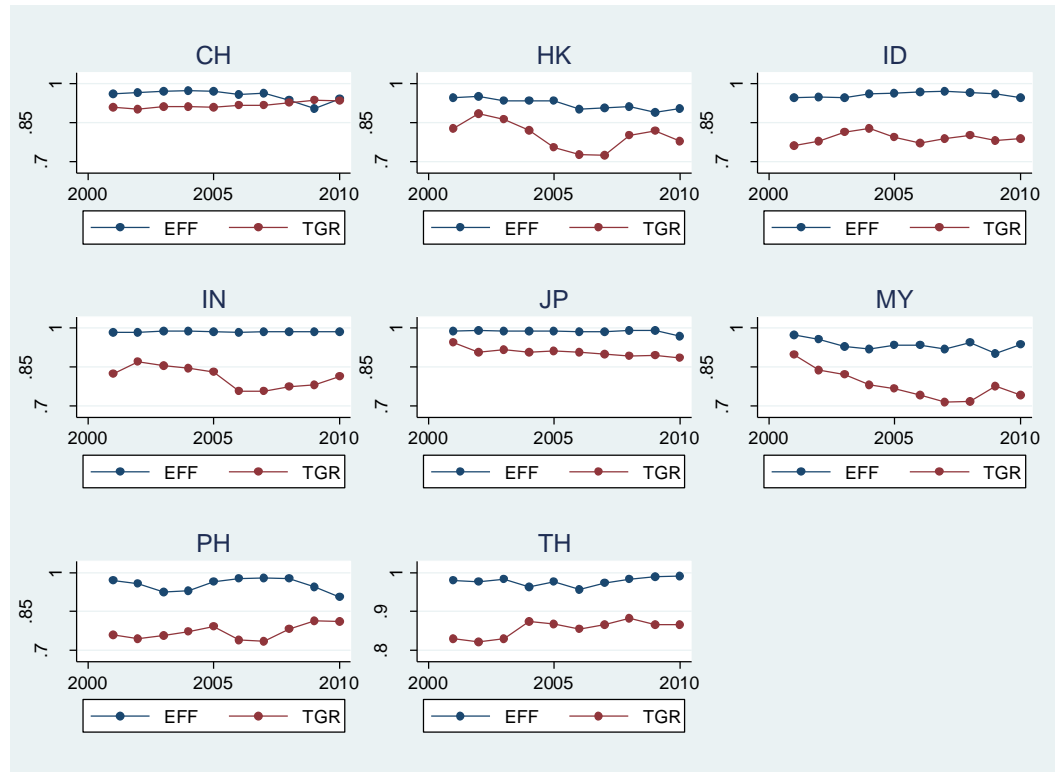 CH HK ID
1 1 1
.85 .85 .85
.7 .7 .7
2000 2005 2010 2000 2005 2010 2000 2005 2010
EFF TGR EFF TGR EFF TGR
IN JP MY
1 1 1
.85 .85 .85
.7 .7 .7
2000 2005 2010 2000 2005 2010 2000 2005 2010
EFF TGR EFF TGR EFF TGR
PH TH
1 1
.85 .9
.7 .8
2000 2005 2010 2000 2005 2010
EFF TGR EFF TGR